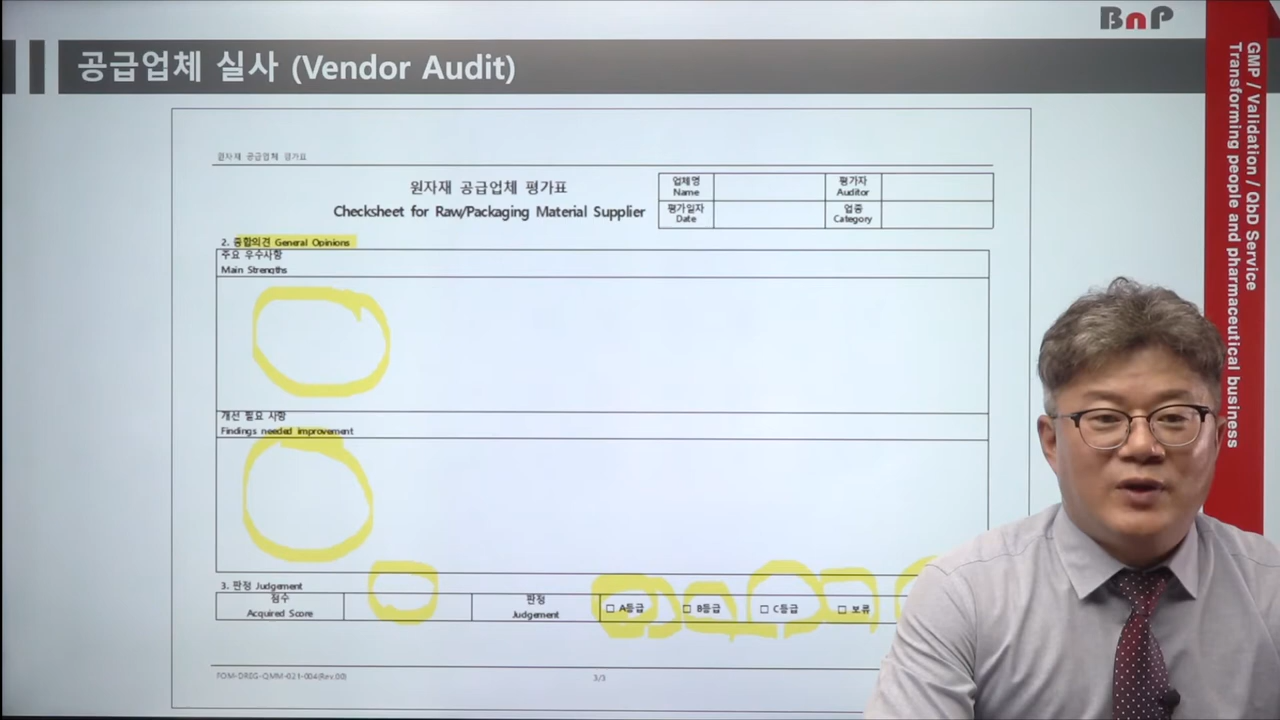 BnP
공급업체 실사 (Vendor Audit)
GMP / Validation / QbD Service
Transforming people and pharmaceutical business
원자재 공급업체 평가표
원자재 공급업체 평가표
Checksheet for Raw/Packaging Material Supplier
업체명
Name
평가자
Auditor
평가일자
Date
업종
Category
2. 종합의견 General Opinions
주요 우수사항
Main Strengths
개선 필요 사항
Findings needed improvement
3. 판정 Judgement
점수
Acquired Score
판정
Judgement
□ A등급 □ B등급 □ C등급 □ 보류
3/3